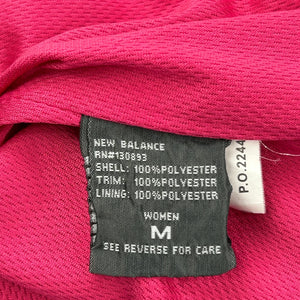 NEW BALANCE
RN#130893
SHELL: 100%POLYESTER
TRIM: 100%POLYESTER
LINING: 100%POLYESTER
WOMEN
M
SEE REVERSE FOR CARE
P.O. 2244